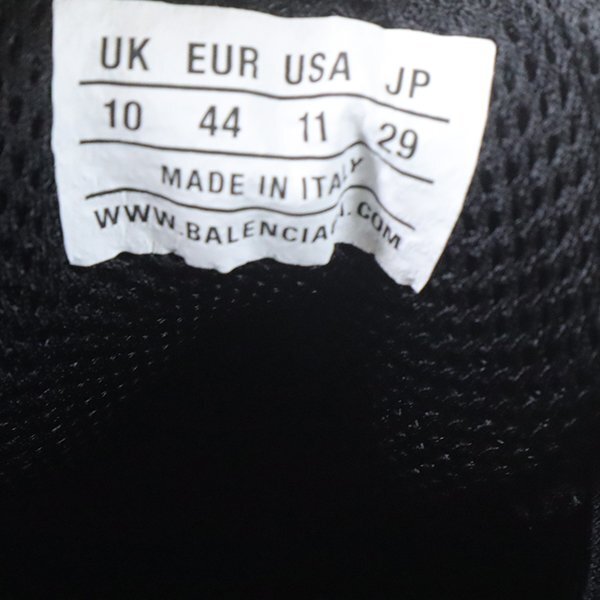 UK EUR USA JP
10 44 11 29
MADE IN ITALY